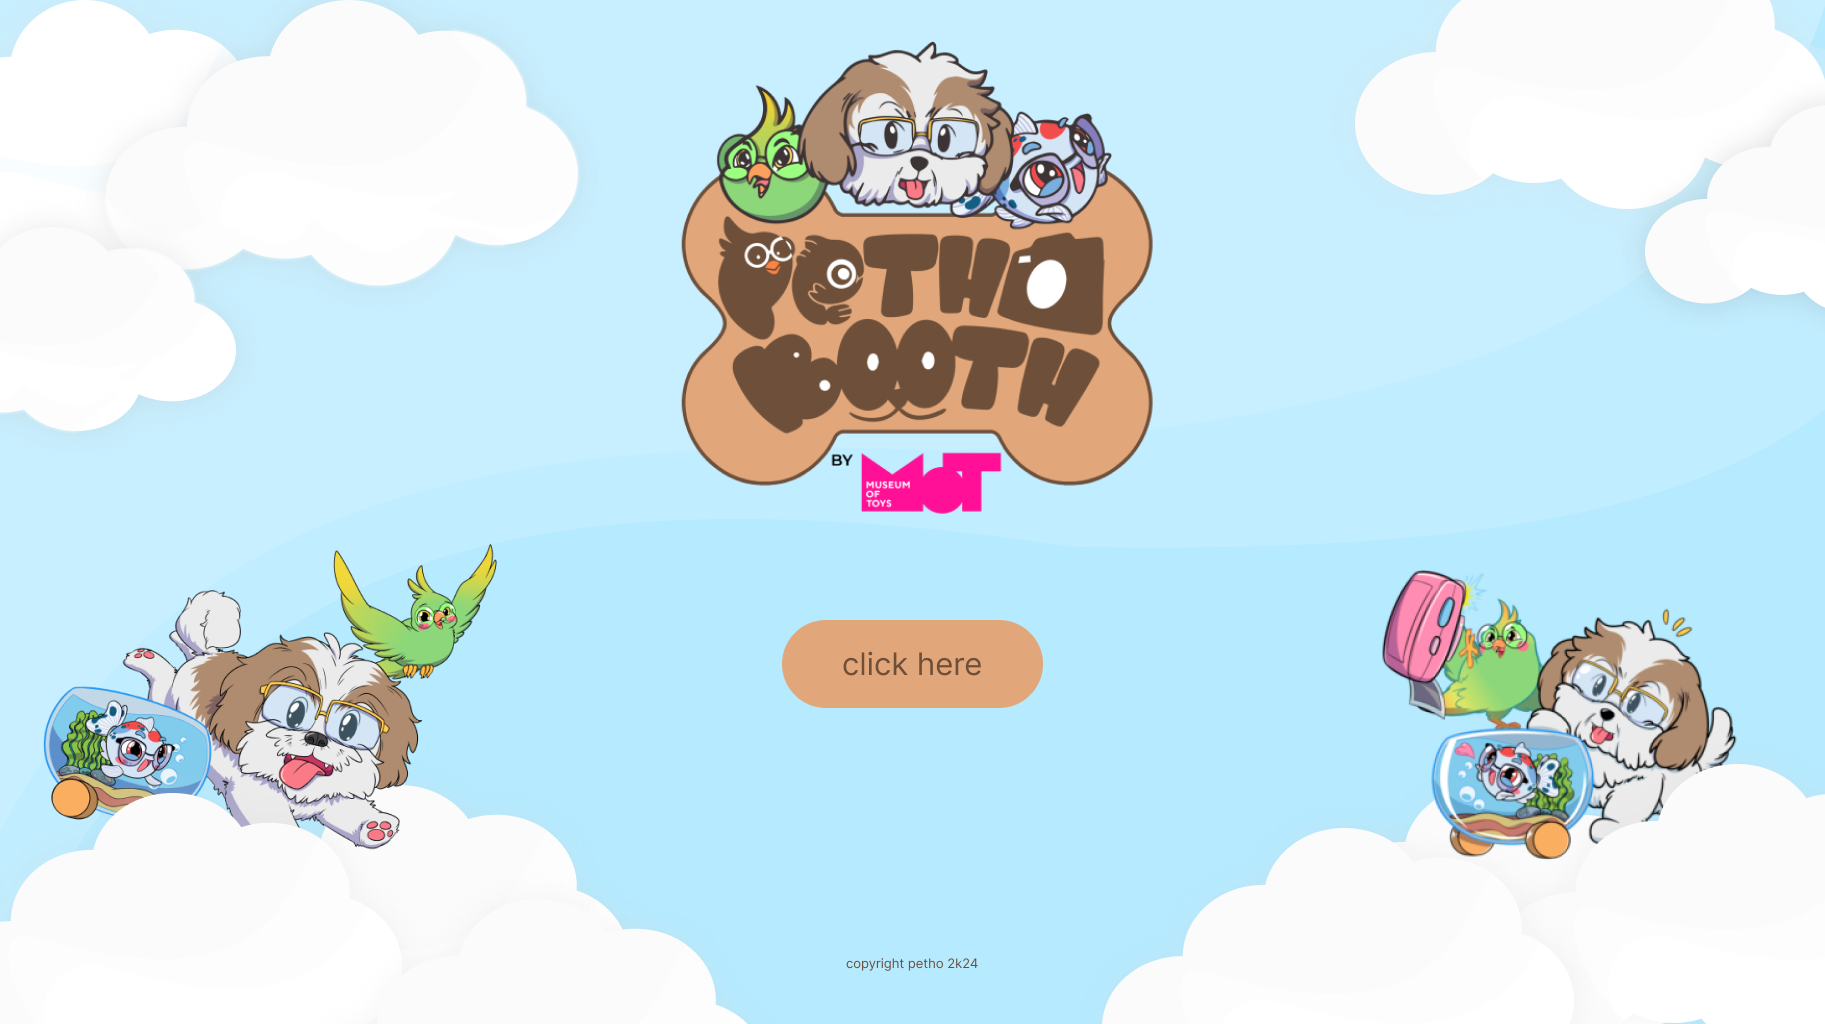 PETHO
BOOTH
BY
MoT
MUSEUM
OF
TOYS
click here
copyright petho 2k24